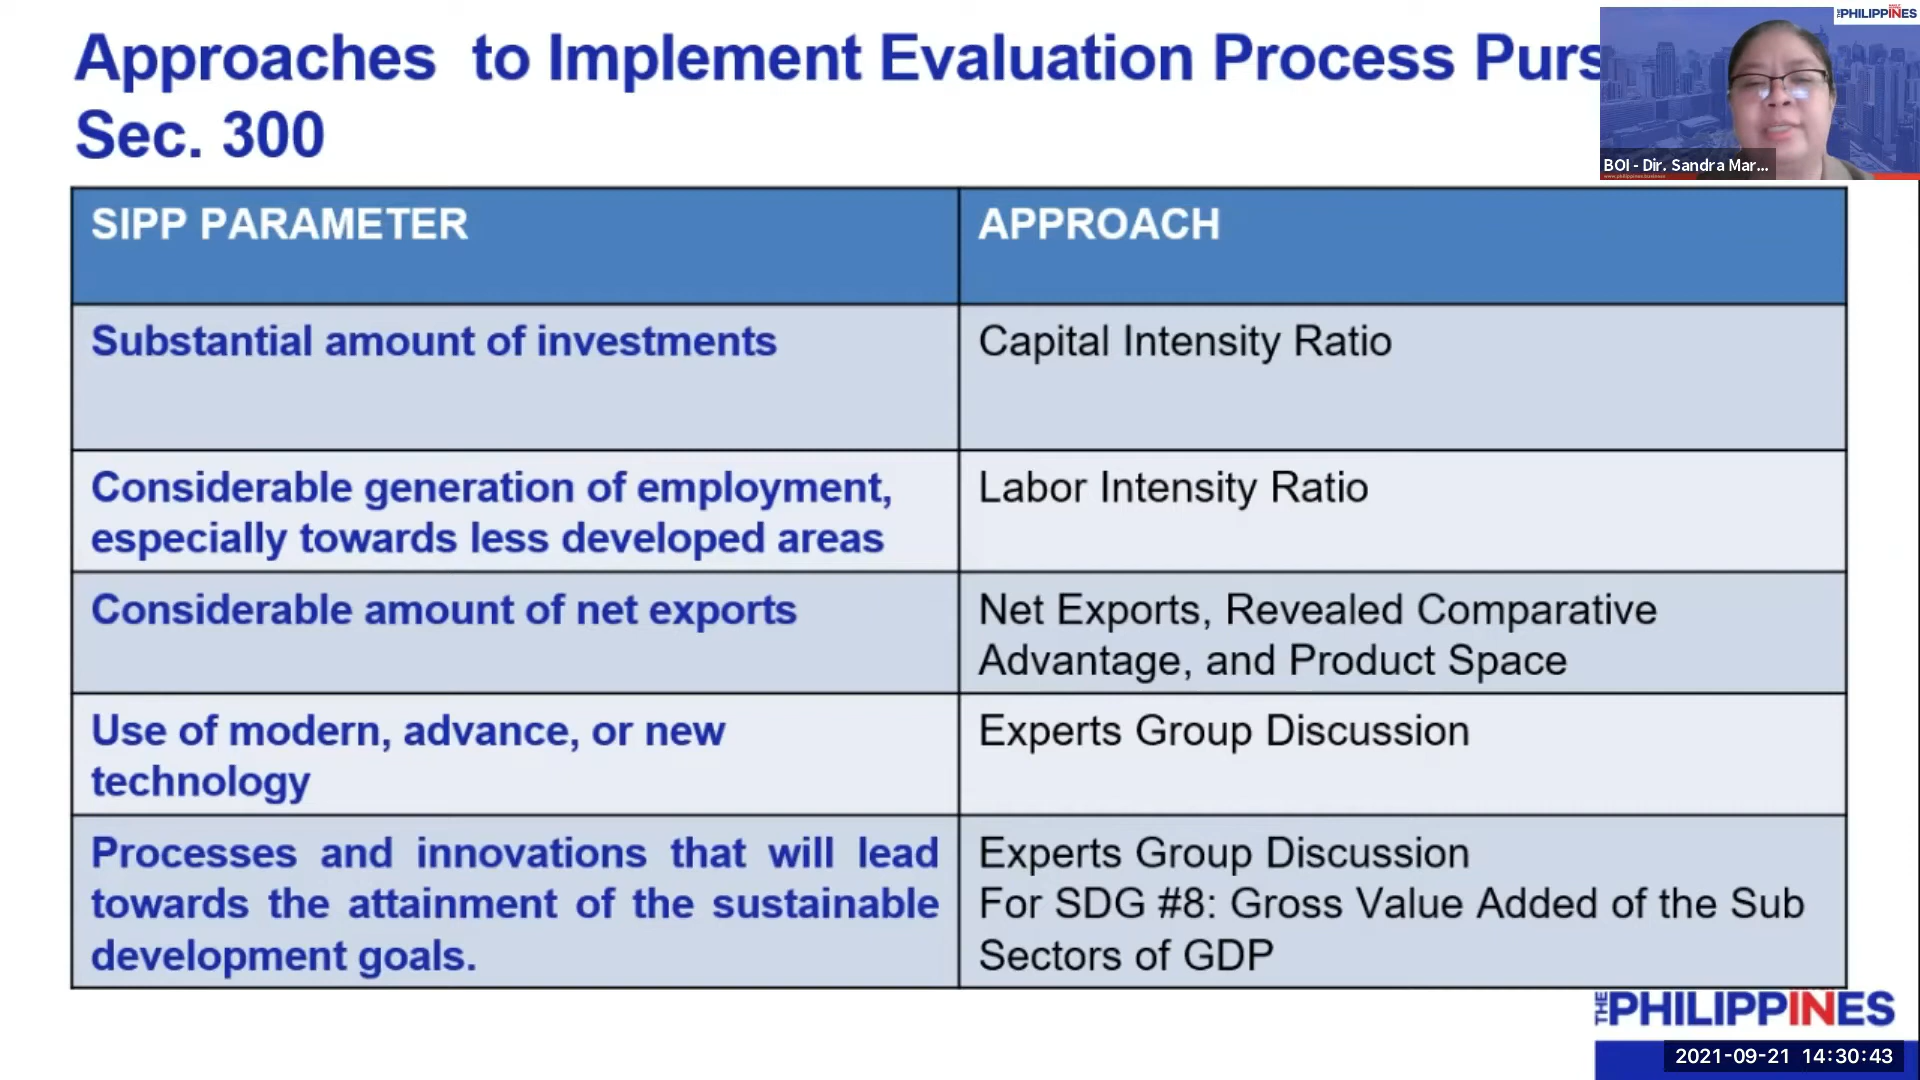 Approaches to Implement Evaluation Process Purs
Sec. 300
THE PHILIPPINES
BOI - Dir. Sandra Mar...
SIPP PARAMETER
APPROACH
Substantial amount of investments
Capital Intensity Ratio
Considerable generation of employment,
especially towards less developed areas
Labor Intensity Ratio
Considerable amount of net exports
Net Exports, Revealed Comparative
Advantage, and Product Space
Use of modern, advance, or new
technology
Experts Group Discussion
Processes and innovations that will lead
towards the attainment of the sustainable
development goals.
Experts Group Discussion
For SDG #8: Gross Value Added of the Sub
Sectors of GDP
THE PHILIPPINES
2021-09-21 14:30:43